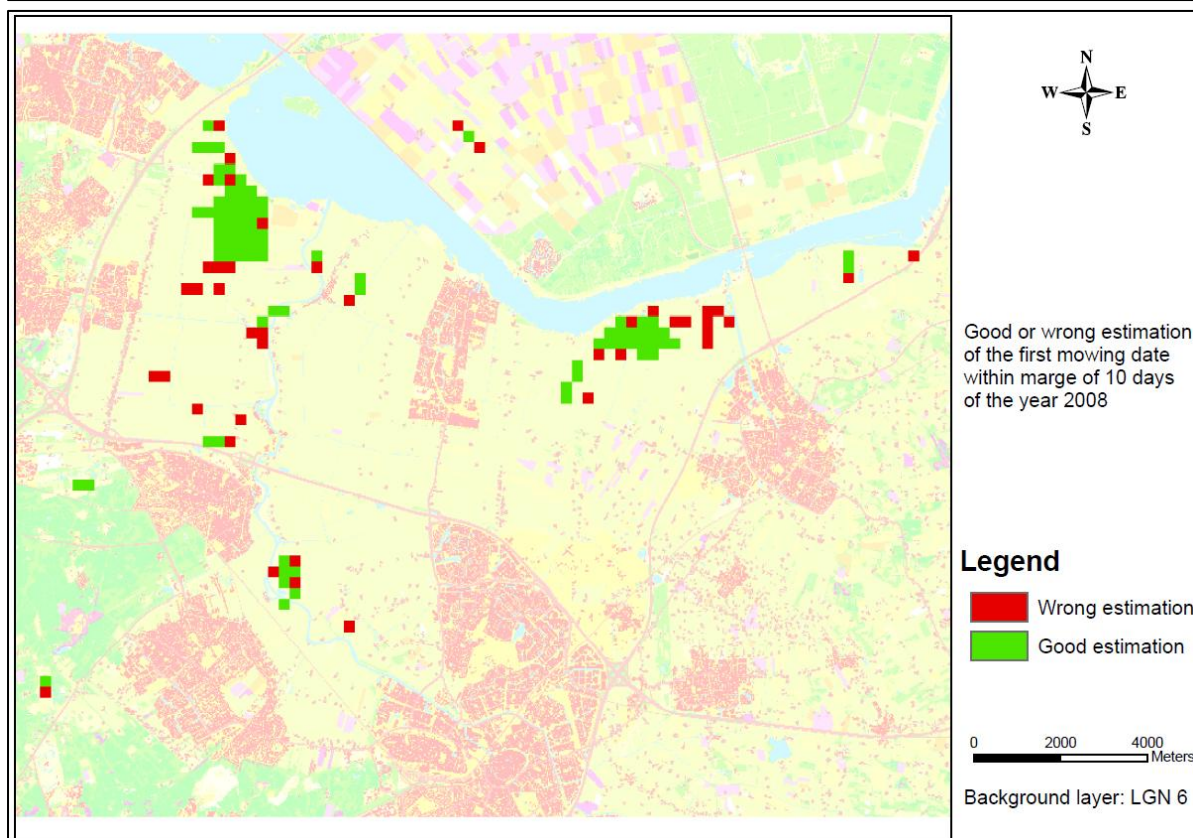 N
W E
S
Good or wrong estimation
of the first mowing date
within marge of 10 days
of the year 2008
Legend
Wrong estimation
Good estimation
0 2000 4000
Meters
Background layer: LGN 6